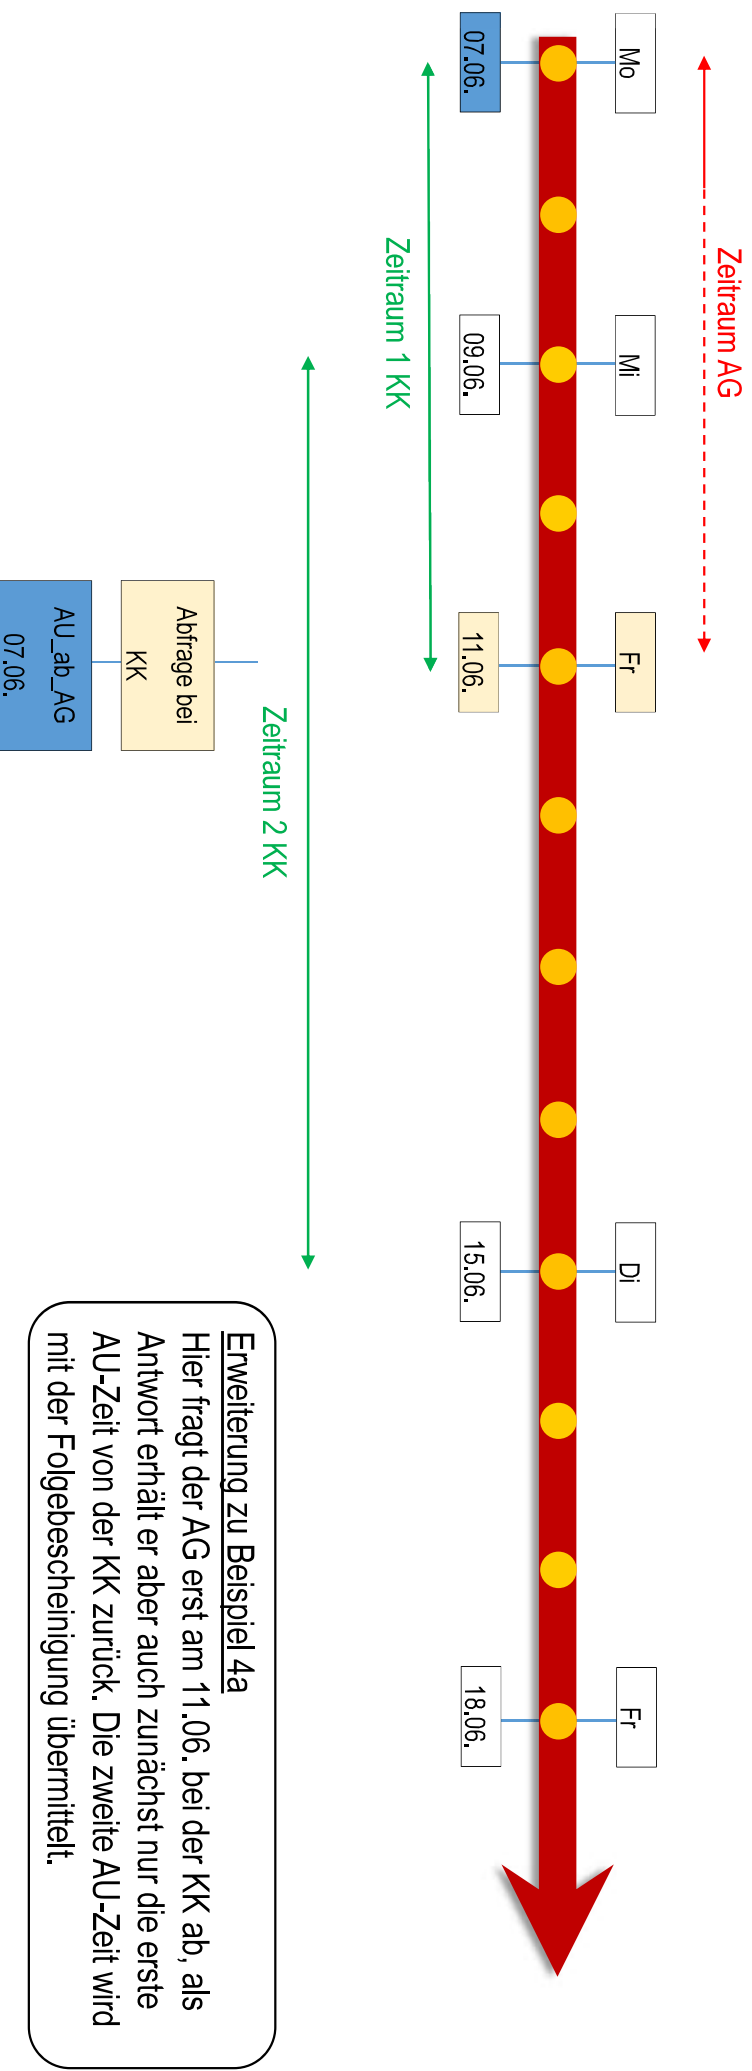 Zeitraum AG
Mo
Mi
Fr
Di
Fr
07.06.
09.06.
11.06.
15.06.
18.06.
Zeitraum 1 KK
Zeitraum 2 KK
Abfrage bei
KK
AU_ab_AG
07.06.
Erweiterung zu Beispiel 4a
Hier fragt der AG erst am 11.06. bei der KK ab, als
Antwort erhält er aber auch zunächst nur die erste
AU-Zeit von der KK zurück. Die zweite AU-Zeit wird
mit der Folgebescheinigung übermittelt.